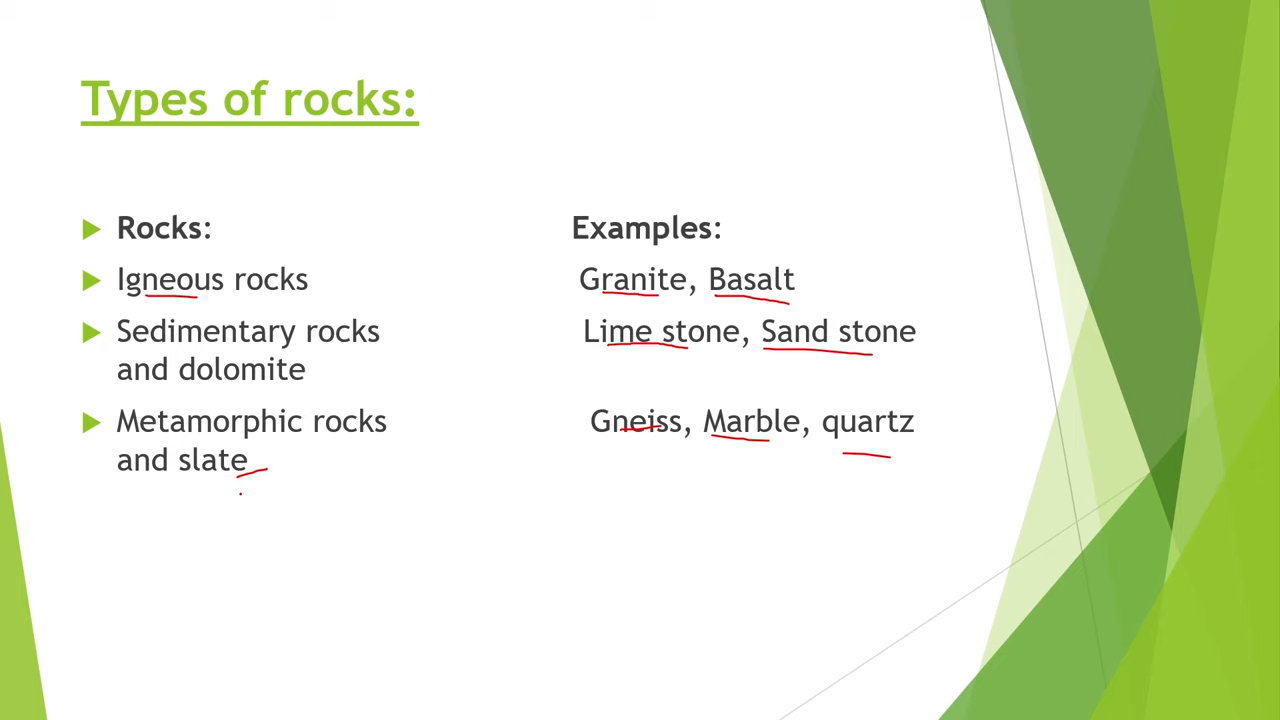 Types of rocks:
Rocks: Examples:
Igneous rocks Granite, Basalt
Sedimentary rocks Lime stone, Sand stone
and dolomite
Metamorphic rocks Gneiss, Marble, quartz
and slate